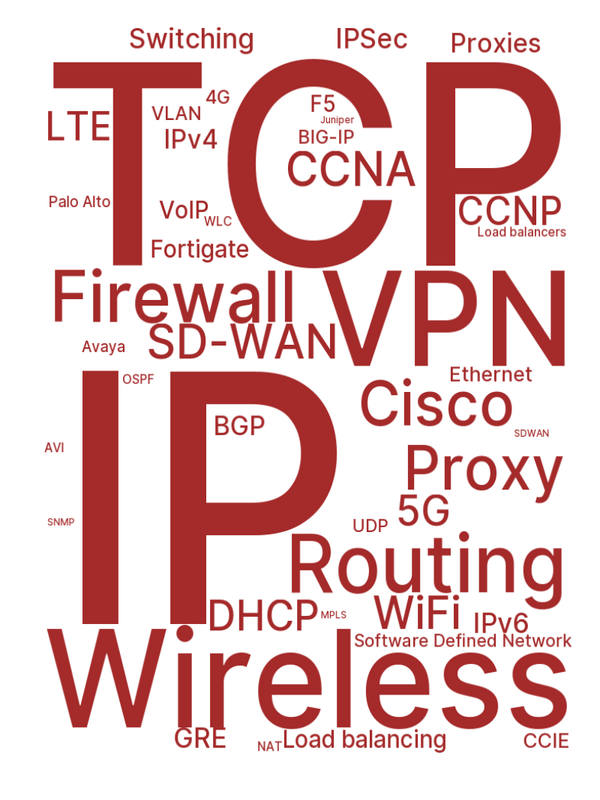 Switching
IPSec
Proxies
TCP
4G
LTE
VLAN
F5
Juniper
IPv4
BIG-IP
CCNA
Palo Alto
VoIP
WLC
CCNP
Load balancers
Fortigate
Firewall
VPN
SD-WAN
Avaya
Ethernet
OSPF
IP
Cisco
BGP
SDWAN
AVI
Proxy
5G
SNMP
UDP
Routing
DHCP
MPLS
WiFi
IPv6
Software Defined Network
Wireless
GRE
NAT
Load balancing
CCIE